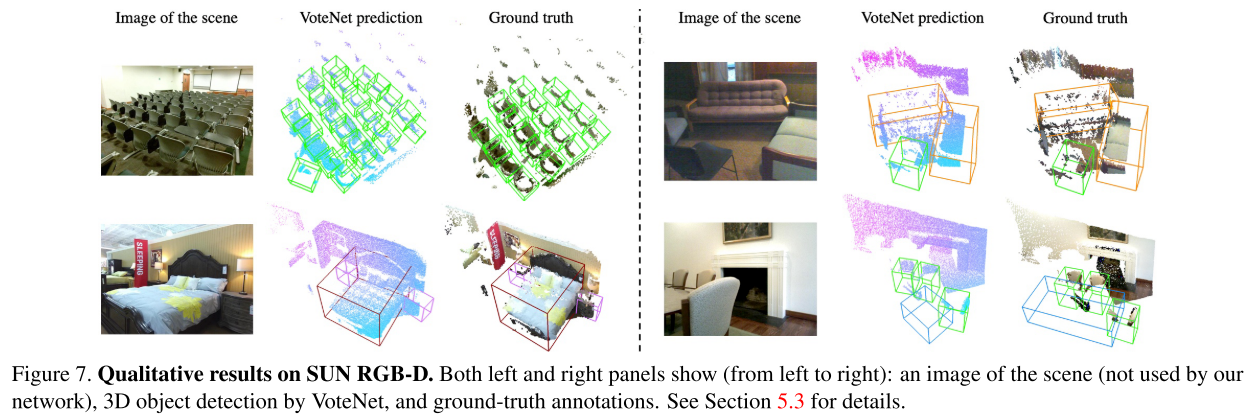 Image of the scene VoteNet prediction Ground truth Image of the scene VoteNet prediction Ground truth
SLEEPING
SLEEPING
Figure 7. Qualitative results on SUN RGB-D. Both left and right panels show (from left to right): an image of the scene (not used by our
network), 3D object detection by VoteNet, and ground-truth annotations. See Section 5.3 for details.